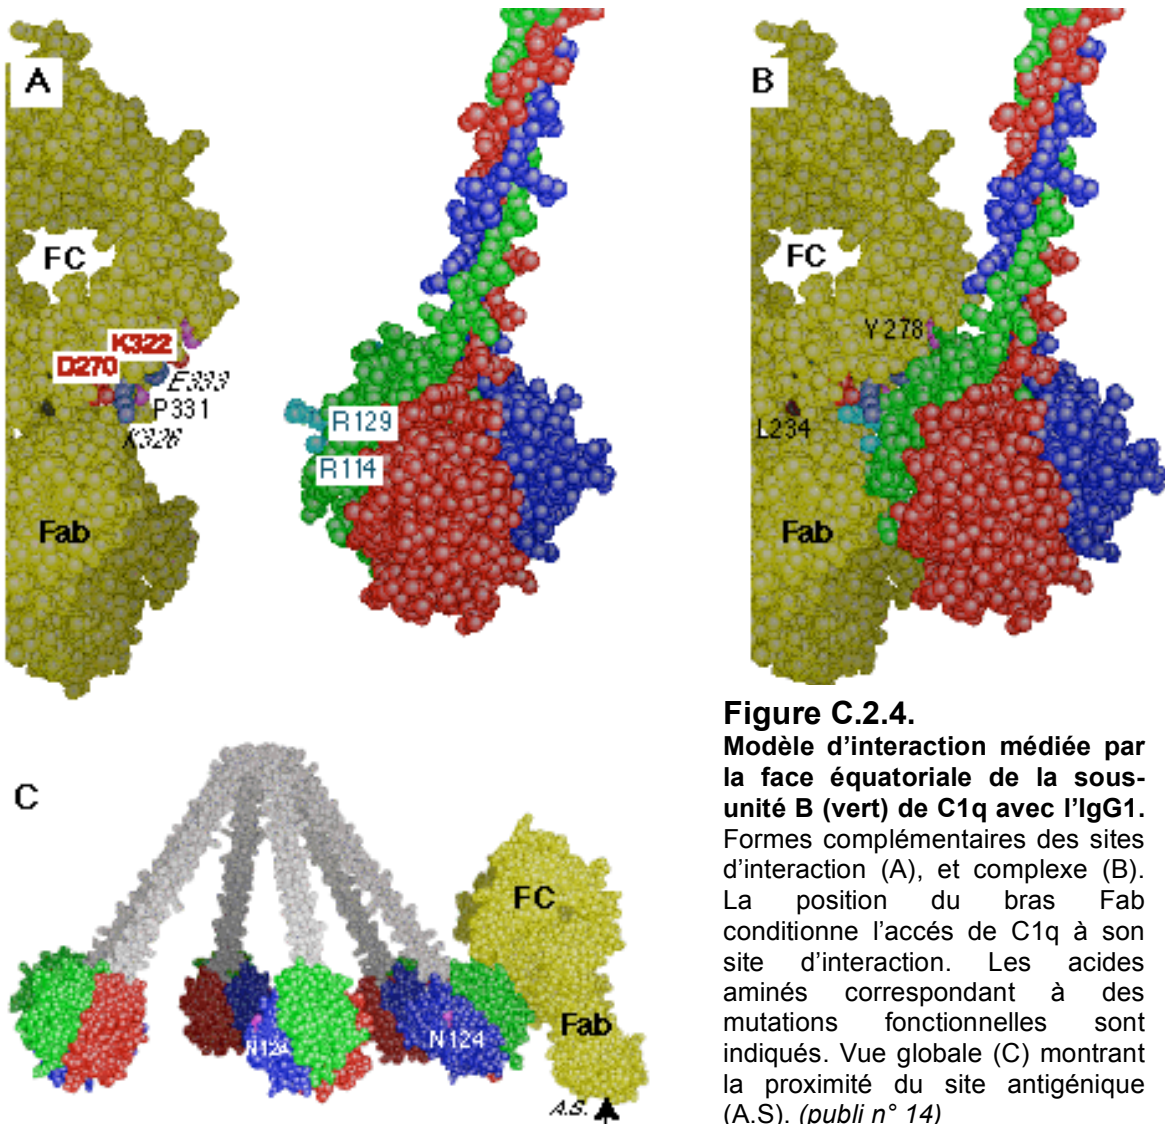 A
FC
K322
D270
E333
P331
K326
R129
R114
Fab
B
FC
Y 278
L234
Fab
C
FC
Fab
N124
N124
A.S.
Figure C.2.4.
Modèle d'interaction médiée par
la face équatoriale de la sous-
unité B (vert) de C1q avec l'IgG1.
Formes complémentaires des sites
d'interaction (A), et complexe (B).
La position du bras Fab
conditionne l'accés de C1q à son
site d'interaction. Les acides
aminés correspondant à des
mutations fonctionnelles sont
indiqués. Vue globale (C) montrant
la proximité du site antigénique
(A.S). (publi n° 14)